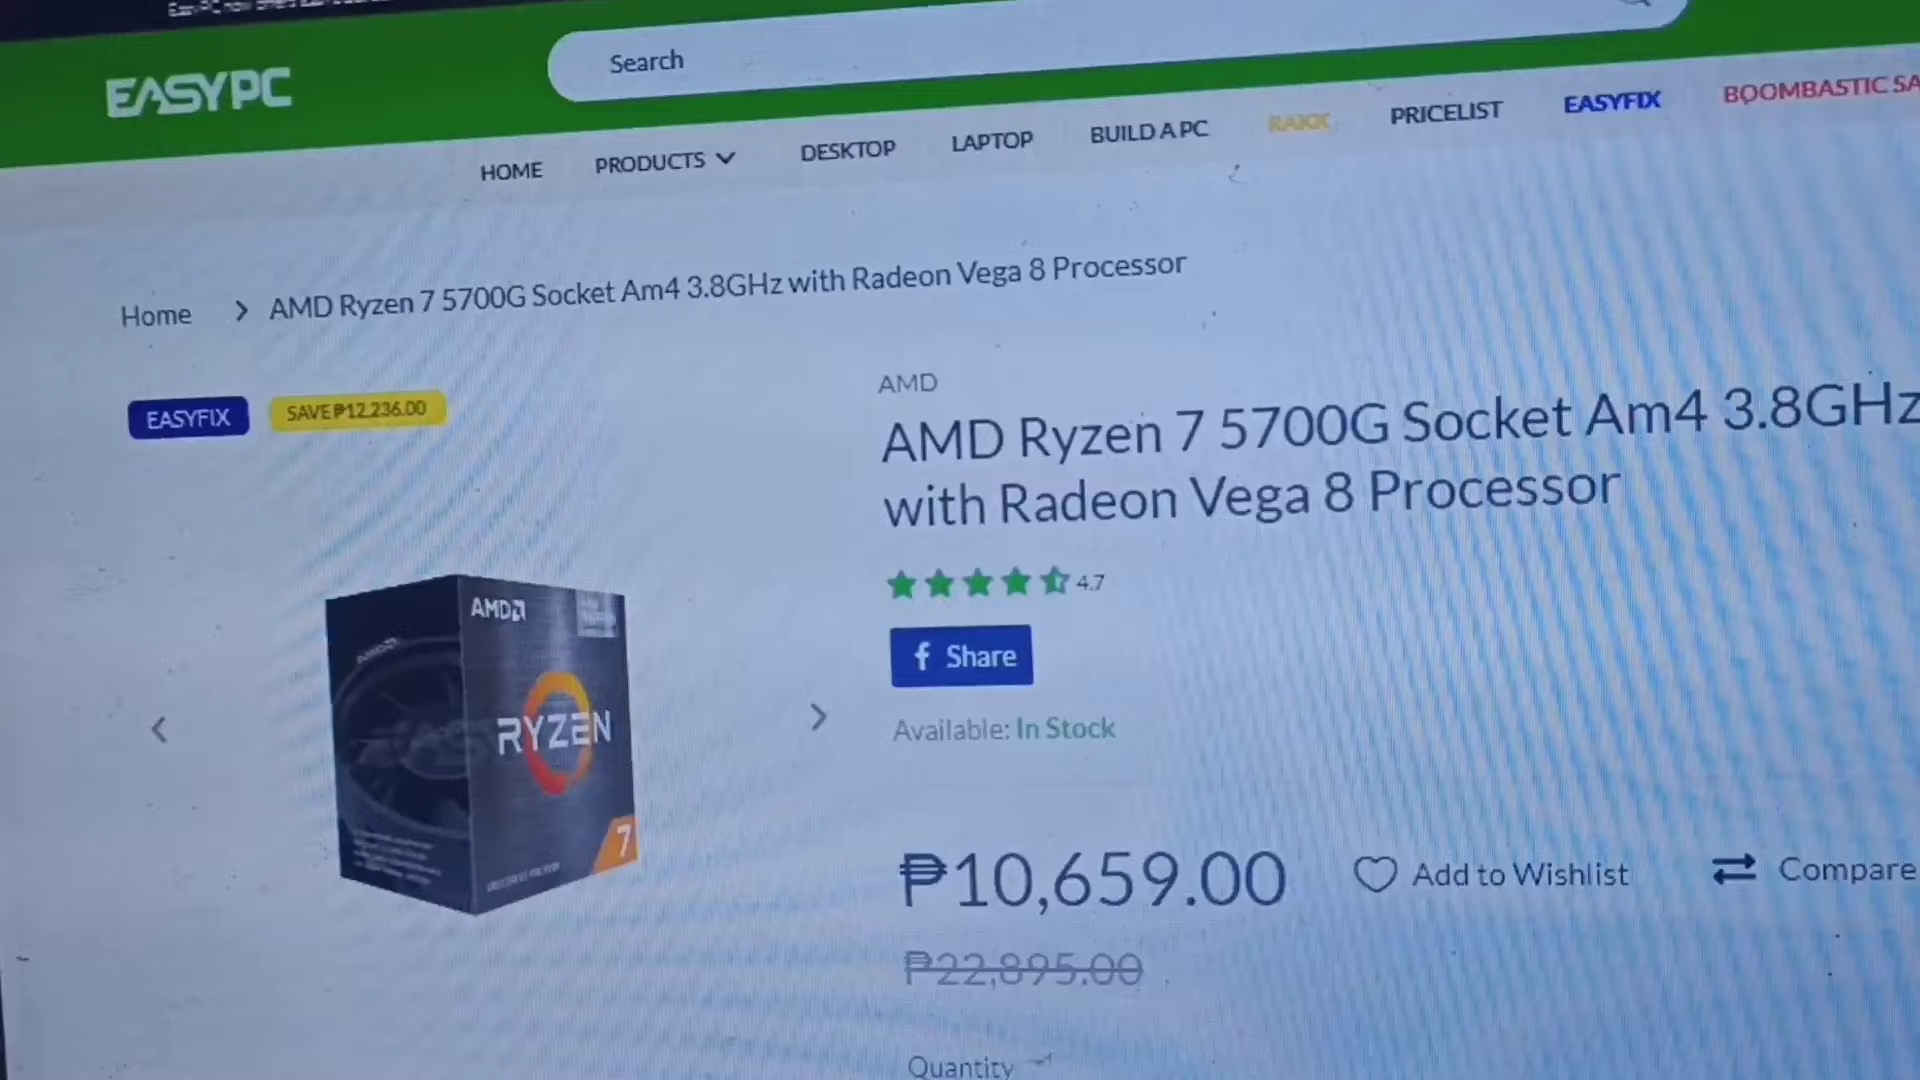 EASYPC
Search
HOME
PRODUCTS
DESKTOP
LAPTOP
BUILD A PC
RAKK
PRICELIST
EASYFIX
BOOMBASTIC SA
Home > AMD Ryzen 7 5700G Socket Am4 3.8GHz with Radeon Vega 8 Processor
EASYFIX
SAVE ₱12,236.00
AMD
AMD Ryzen 7 5700G Socket Am4 3.8GHz
with Radeon Vega 8 Processor
4.7
f Share
Available: In Stock
AMD
RYZEN
7
₱10,659.00
Add to Wishlist
Compare
₱22,895.00
Quantity